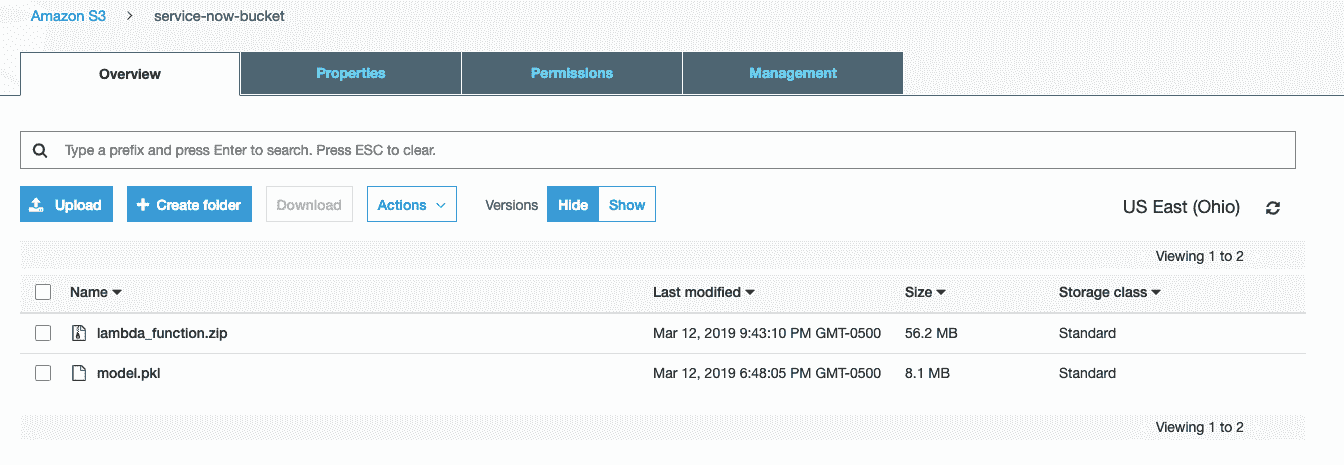 Amazon S3 > service-now-bucket
Overview Properties Permissions Management
Type a prefix and press Enter to search. Press ESC to clear.
Upload + Create folder Download Actions Versions Hide Show US East (Ohio)
Viewing 1 to 2
Name Last modified Size Storage class
lambda_function.zip Mar 12, 2019 9:43:10 PM GMT-0500 56.2 MB Standard
model.pkl Mar 12, 2019 6:48:05 PM GMT-0500 8.1 MB Standard
Viewing 1 to 2